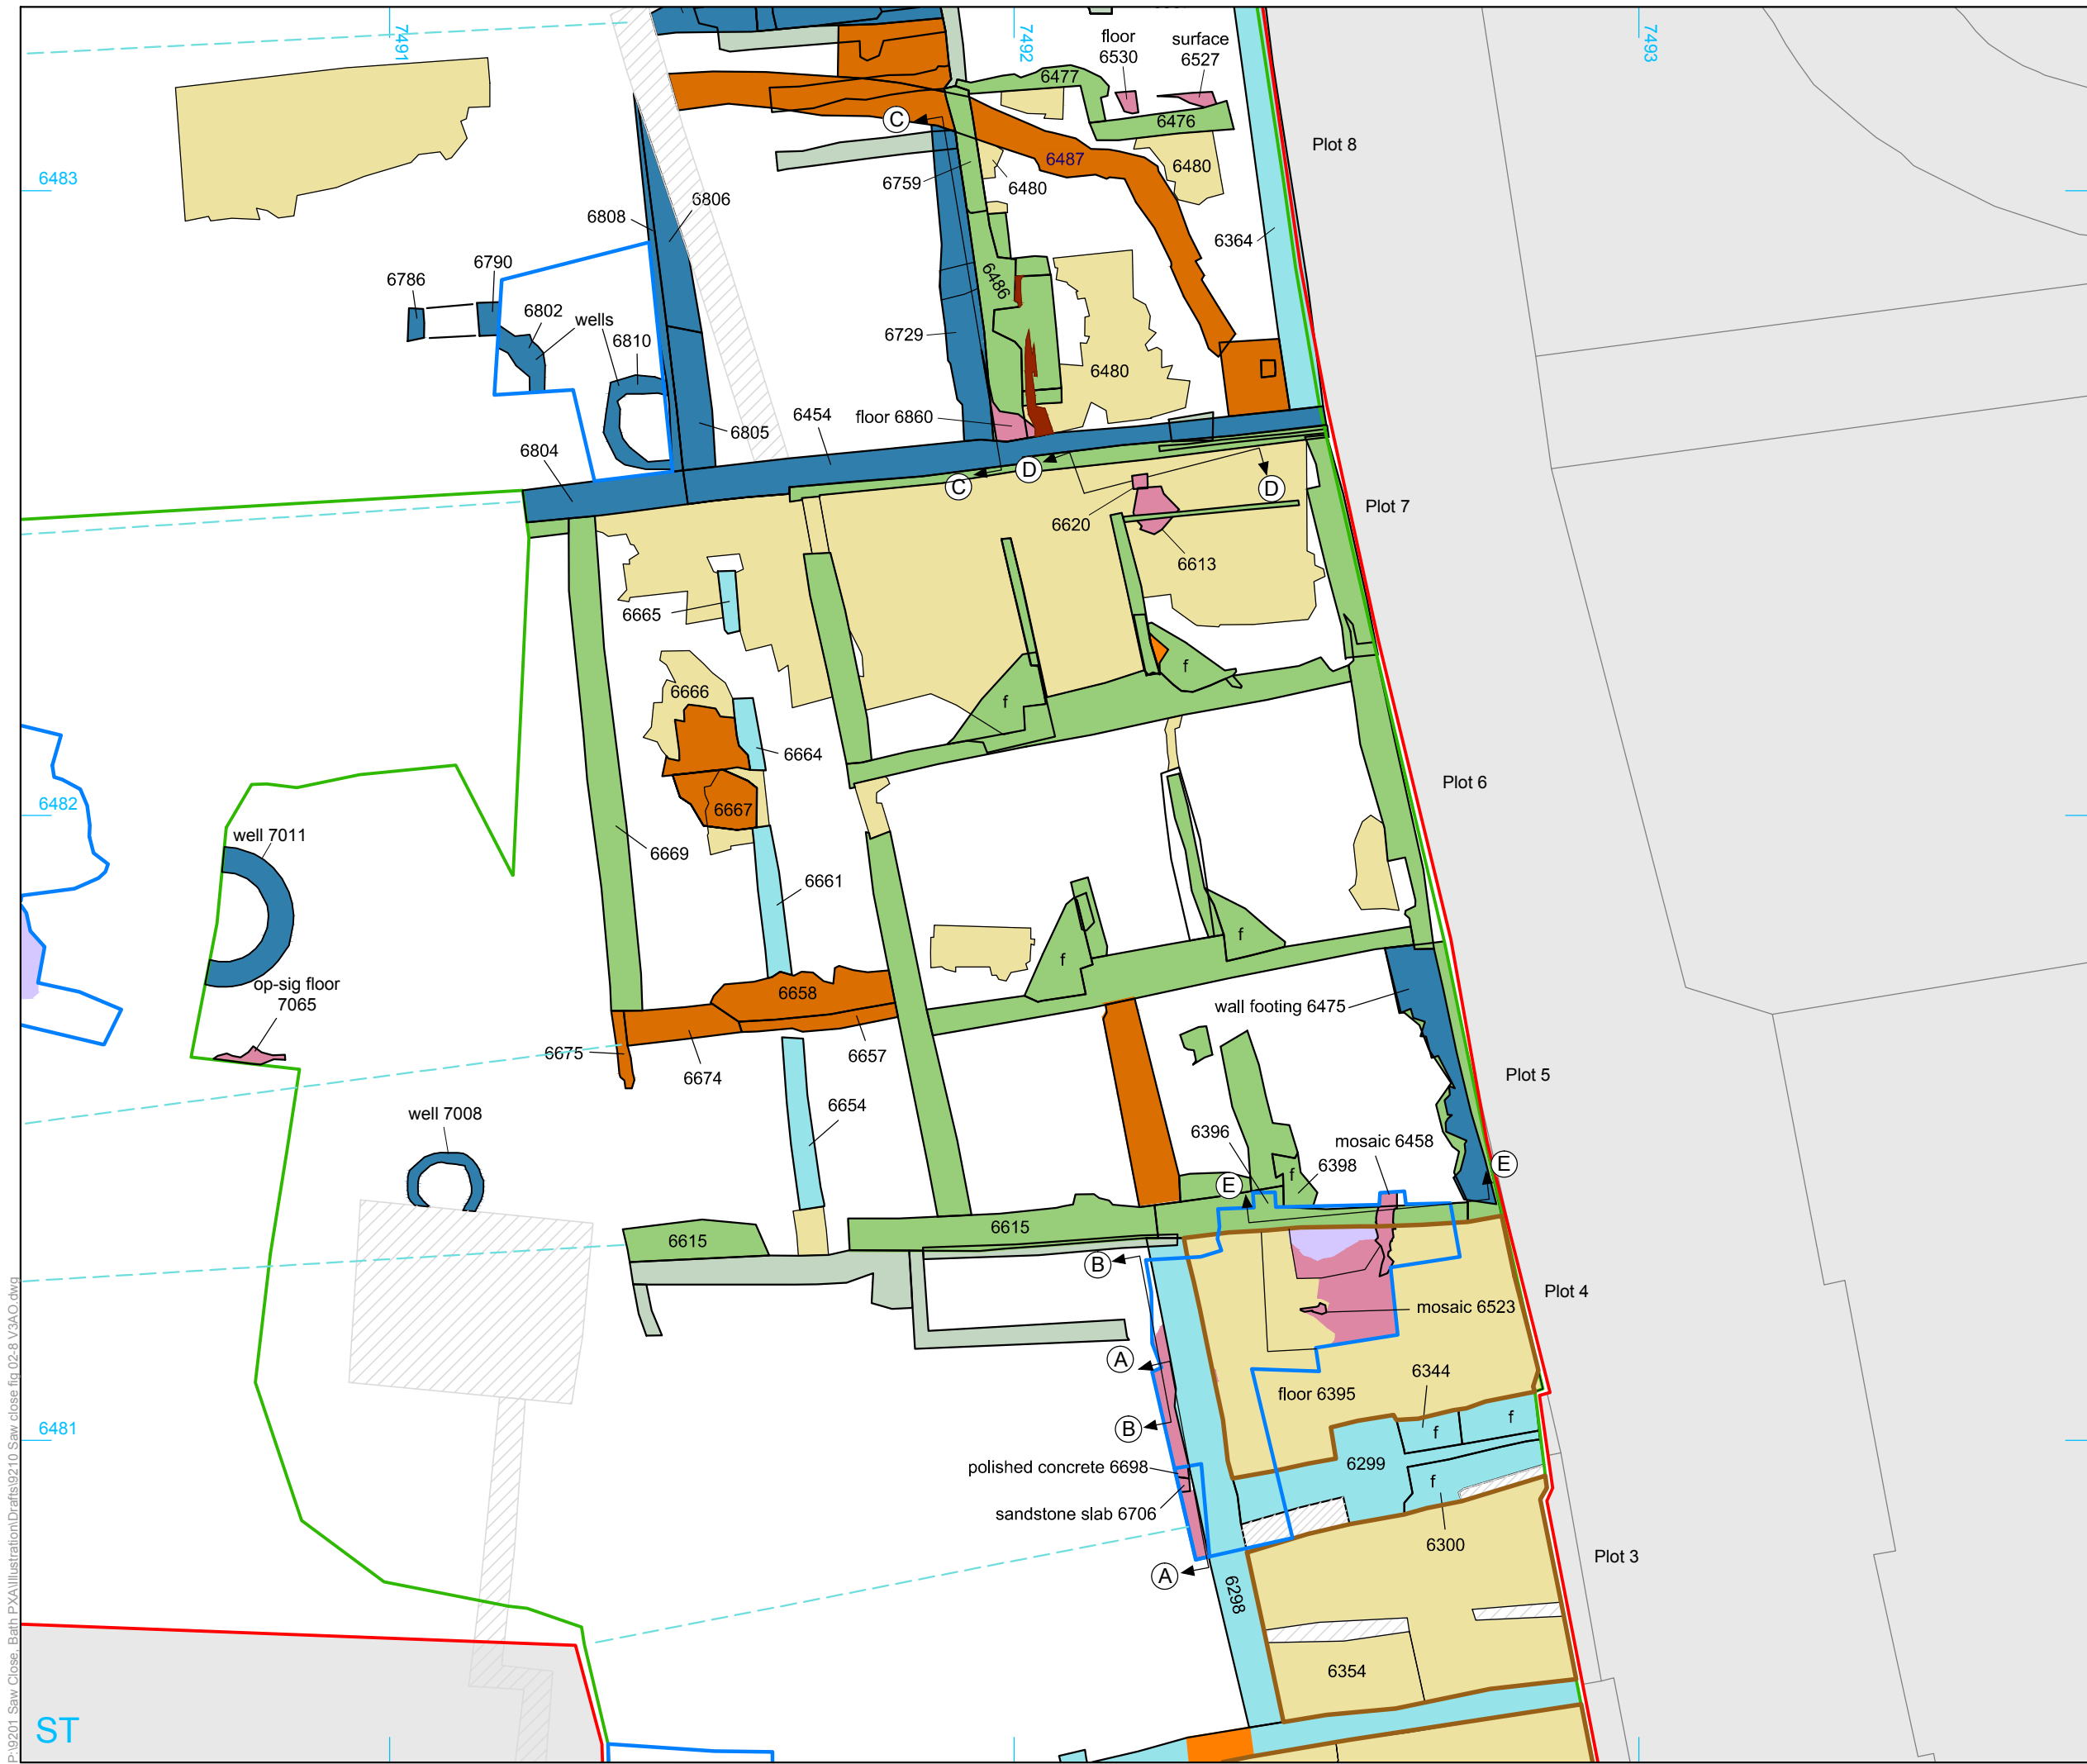 7491
7492
7493
floor
6530
surface
6527
6477
C
6476
Plot 8
6487
6480
6483
6759
6480
6806
6808
6364
6790
6786
6486
6802
wells
6810
6729
6480
6454
floor 6860
6805
6804
D
C
D
Plot 7
6620
6613
6665
f
6666
f
6664
Plot 6
6482
6667
well 7011
6669
6661
f
f
op-sig floor
7065
6658
wall footing 6475
6675
6657
6674
Plot 5
well 7008
6654
6396
mosaic 6458
E
f
6398
E
6615
6615
B
Plot 4
mosaic 6523
A
6344
floor 6395
f
6481
B
f
polished concrete 6698
6299
f
sandstone slab 6706
6300
Plot 3
A
6298
6354
ST
P:\9201 Saw Close, Bath PXA\Illustration\Drafts\9210 Saw close fig 02-8 V3AO.dwg